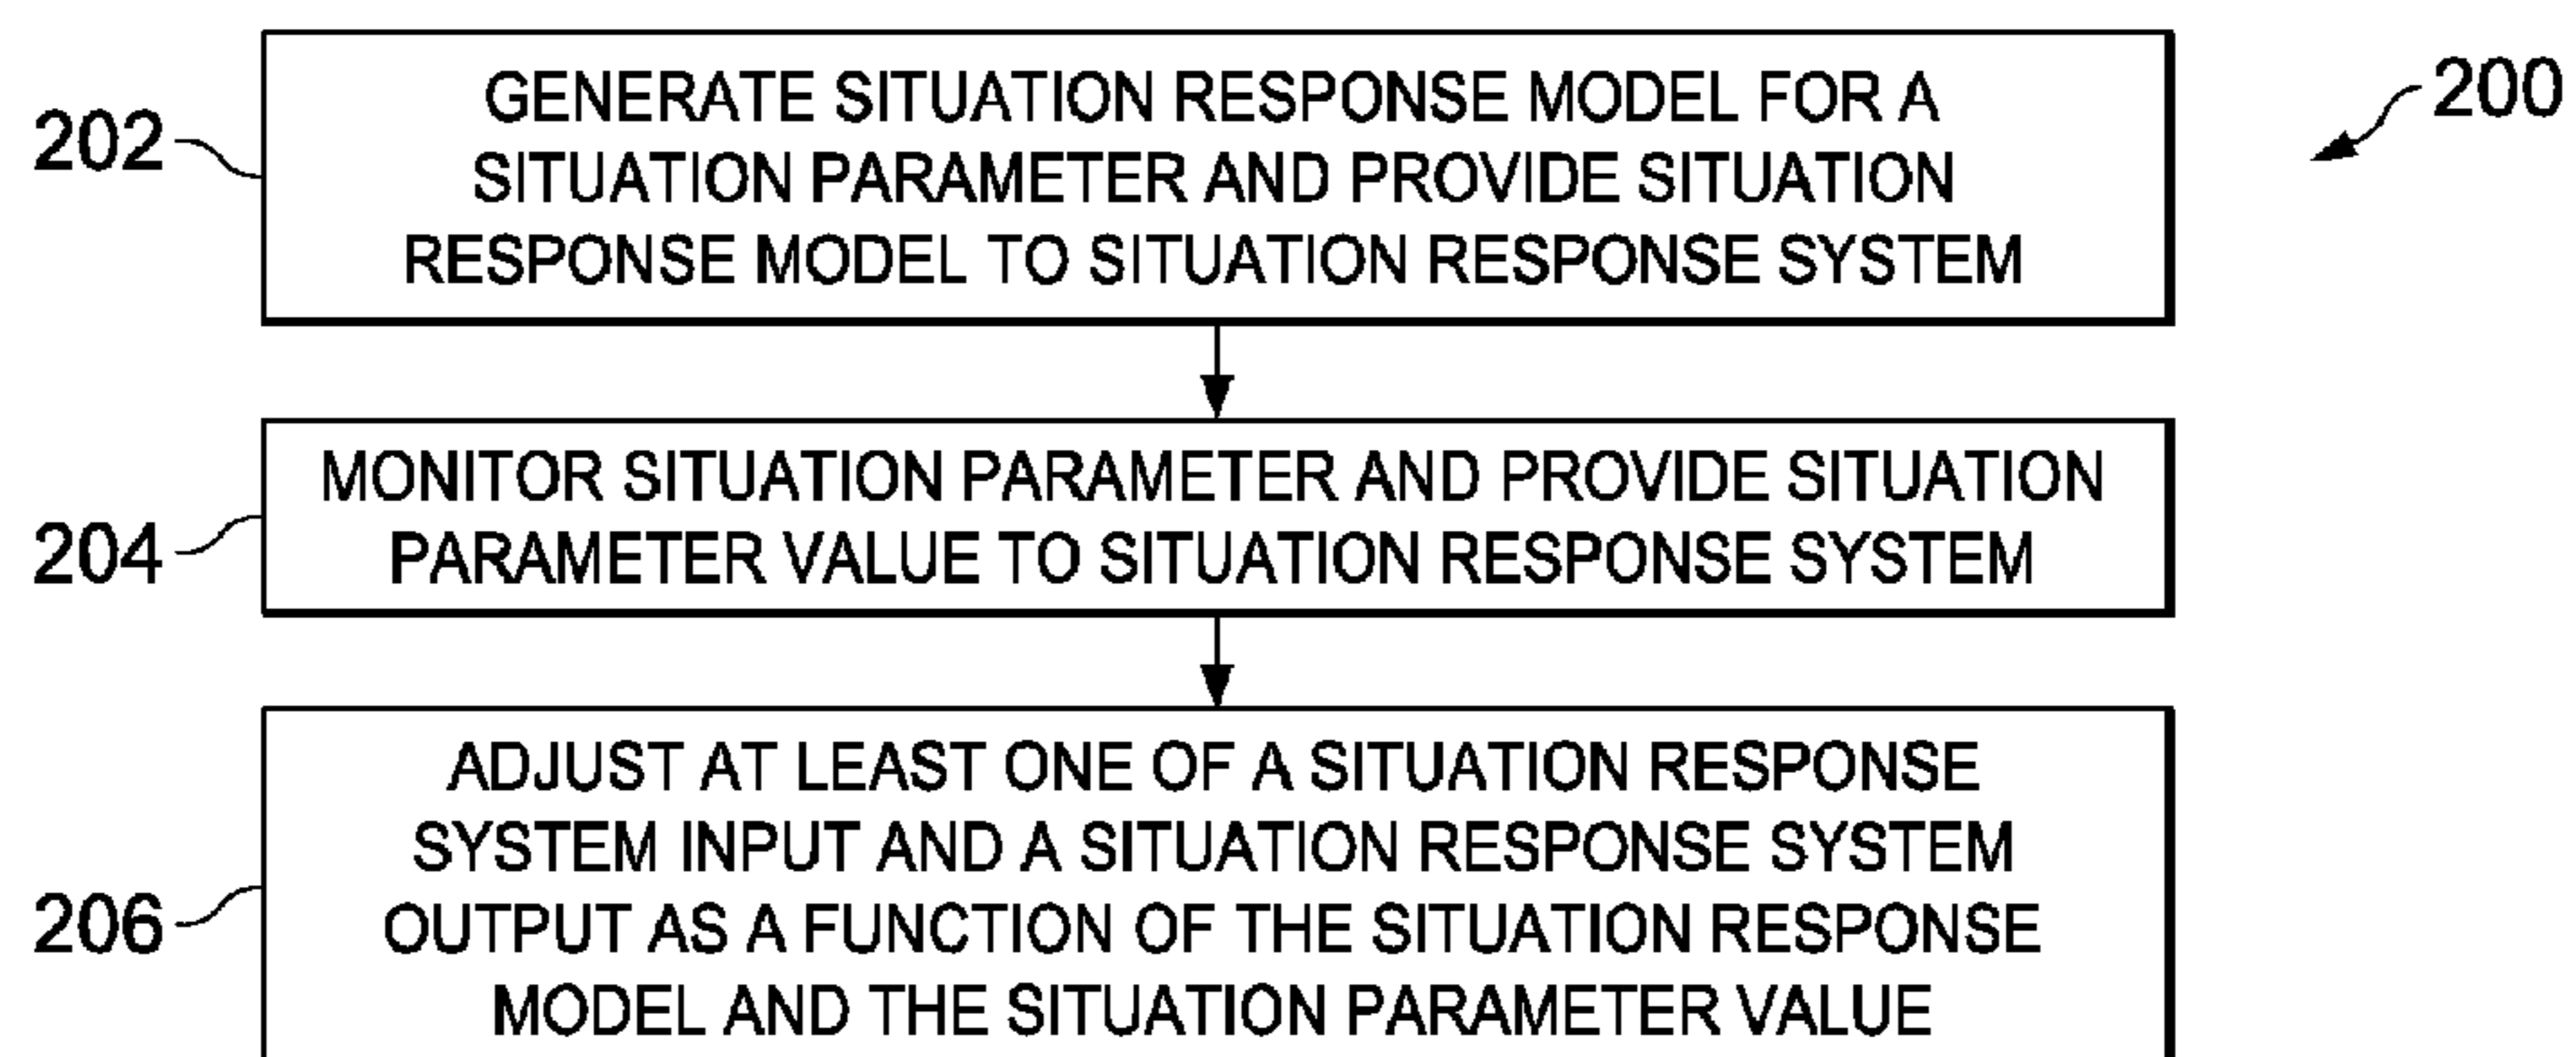 200
202
GENERATE SITUATION RESPONSE MODEL FOR A
SITUATION PARAMETER AND PROVIDE SITUATION
RESPONSE MODEL TO SITUATION RESPONSE SYSTEM
204
MONITOR SITUATION PARAMETER AND PROVIDE SITUATION
PARAMETER VALUE TO SITUATION RESPONSE SYSTEM
206
ADJUST AT LEAST ONE OF A SITUATION RESPONSE
SYSTEM INPUT AND A SITUATION RESPONSE SYSTEM
OUTPUT AS A FUNCTION OF THE SITUATION RESPONSE
MODEL AND THE SITUATION PARAMETER VALUE